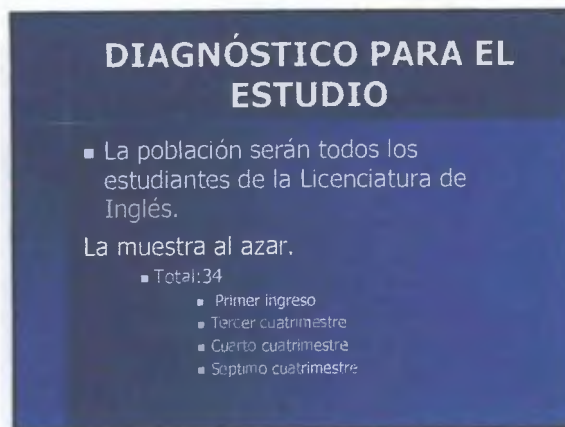 DIAGNÓSTICO PARA EL
ESTUDIO
▪ La población serán todos los
estudiantes de la Licenciatura de
Inglés.
La muestra al azar.
▪ Total:34
▪ Primer ingreso
▪ Tercer cuatrimestre
▪ Cuarto cuatrimestre
▪ Septimo cuatrimestre